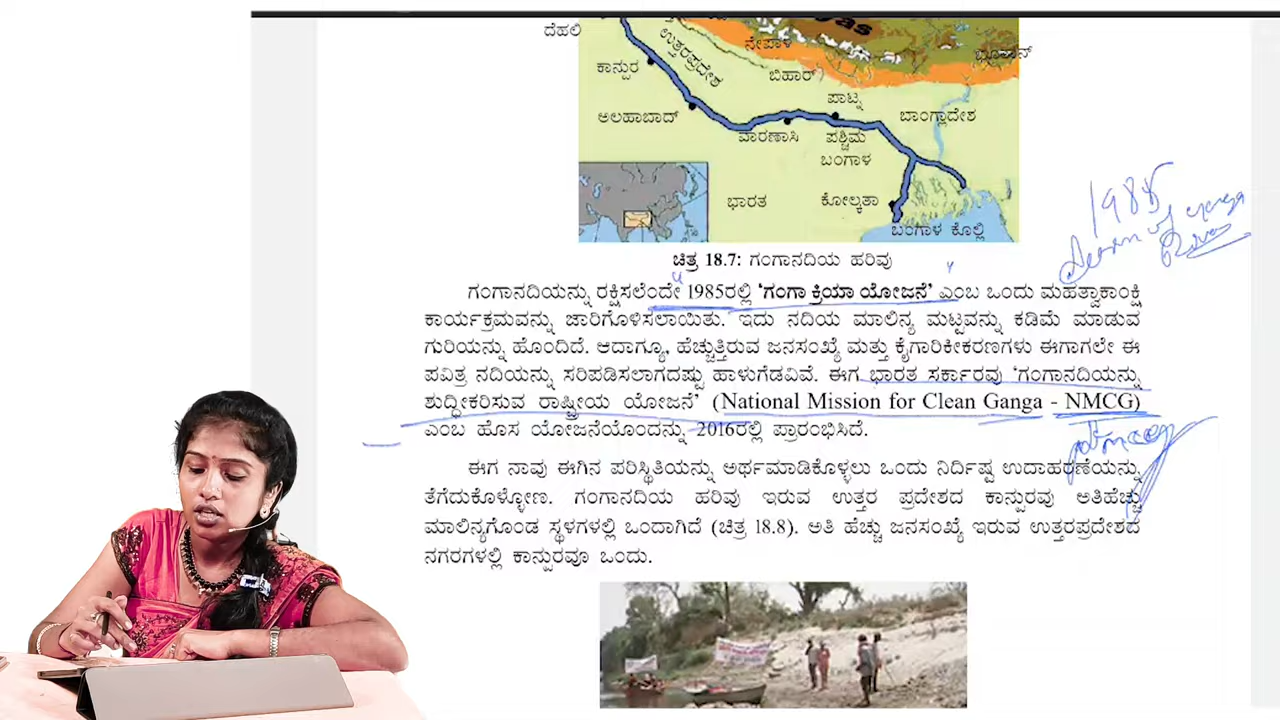 ದೆಹಲಿ
ನೇಪಾಳ
ಭೂತಾನ್
ಉತ್ತರಪ್ರದೇಶ
ಕಾನ್ಪುರ
ಬಿಹಾರ್
ಪಾಟ್ನ
ಅಲಹಾಬಾದ್
ಬಾಂಗ್ಲಾದೇಶ
ವಾರಣಾಸಿ
ಪಶ್ಚಿಮ
ಬಂಗಾಳ
ಭಾರತ
ಕೋಲ್ಕತಾ
ಬಂಗಾಳ ಕೊಲ್ಲಿ
1985
ಚಿತ್ರ 18.7: ಗಂಗಾನದಿಯ ಹರಿವು
ಗಂಗಾನದಿಯನ್ನು ರಕ್ಷಿಸಲೆಂದೇ 1985ರಲ್ಲಿ ‘ಗಂಗಾ ಕ್ರಿಯಾ ಯೋಜನೆ’ ಎಂಬ ಒಂದು ಮಹತ್ವಾಕಾಂಕ್ಷಿ
ಕಾರ್ಯಕ್ರಮವನ್ನು ಜಾರಿಗೊಳಿಸಲಾಯಿತು. ಇದು ನದಿಯ ಮಾಲಿನ್ಯ ಮಟ್ಟವನ್ನು ಕಡಿಮೆ ಮಾಡುವ
ಗುರಿಯನ್ನು ಹೊಂದಿದೆ. ಆದಾಗ್ಯೂ, ಹೆಚ್ಚುತ್ತಿರುವ ಜನಸಂಖ್ಯೆ ಮತ್ತು ಕೈಗಾರಿಕೀಕರಣಗಳು ಈಗಾಗಲೇ ಈ
ಪವಿತ್ರ ನದಿಯನ್ನು ಸರಿಪಡಿಸಲಾಗದಷ್ಟು ಹಾಳುಗೆಡವಿವೆ. ಈಗ ಭಾರತ ಸರ್ಕಾರವು ‘ಗಂಗಾನದಿಯನ್ನು
ಶುದ್ಧೀಕರಿಸುವ ರಾಷ್ಟ್ರೀಯ ಯೋಜನೆ’ (National Mission for Clean Ganga - NMCG)
ಎಂಬ ಹೊಸ ಯೋಜನೆಯೊಂದನ್ನು 2016ರಲ್ಲಿ ಪ್ರಾರಂಭಿಸಿದೆ.
ಈಗ ನಾವು ಈಗಿನ ಪರಿಸ್ಥಿತಿಯನ್ನು ಅರ್ಥಮಾಡಿಕೊಳ್ಳಲು ಒಂದು ನಿರ್ದಿಷ್ಟ ಉದಾಹರಣೆಯನ್ನು
ತೆಗೆದುಕೊಳ್ಳೋಣ. ಗಂಗಾನದಿಯ ಹರಿವು ಇರುವ ಉತ್ತರ ಪ್ರದೇಶದ ಕಾನ್ಪುರವು ಅತಿಹೆಚ್ಚು
ಮಾಲಿನ್ಯಗೊಂಡ ಸ್ಥಳಗಳಲ್ಲಿ ಒಂದಾಗಿದೆ (ಚಿತ್ರ 18.8). ಅತಿ ಹೆಚ್ಚು ಜನಸಂಖ್ಯೆ ಇರುವ ಉತ್ತರಪ್ರದೇಶದ
ನಗರಗಳಲ್ಲಿ ಕಾನ್ಪುರವೂ ಒಂದು.